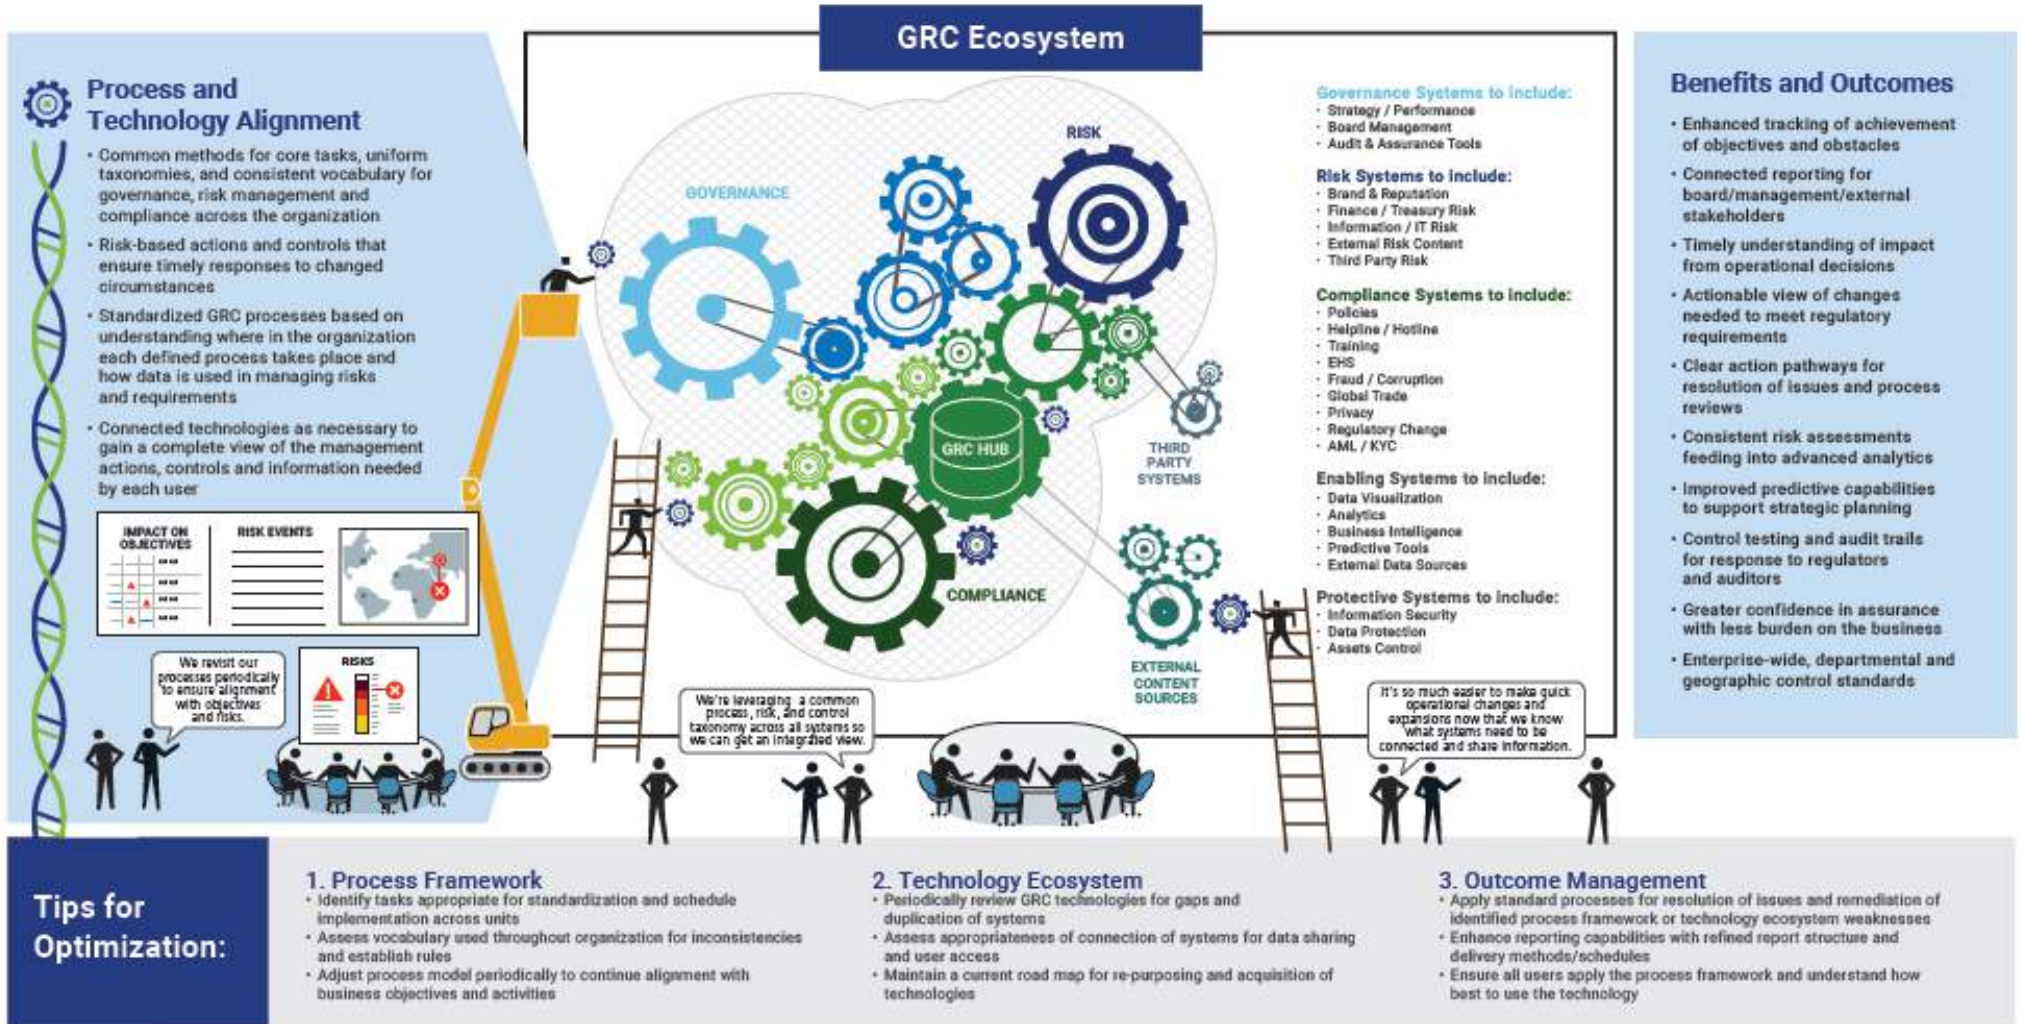 GRC Ecosystem
Process and
Technology Alignment
• Common methods for core tasks, uniform
taxonomies, and consistent vocabulary for
governance, risk management and
compliance across the organization
• Risk-based actions and controls that
ensure timely responses to changed
circumstances
• Standardized GRC processes based on
understanding where in the organization
each defined process takes place and
how data is used in managing risks
and requirements
• Connected technologies as necessary to
gain a complete view of the management
actions, controls and information needed
by each user
IMPACT ON
OBJECTIVES
RISK EVENTS
We revisit our
processes periodically
to ensure alignment
with objectives
and risks.
RISKS
GOVERNANCE
RISK
GRC HUB
THIRD
PARTY
SYSTEMS
COMPLIANCE
EXTERNAL
CONTENT
SOURCES
We're leveraging a common
process, risk, and control
taxonomy across all systems so
we can get an integrated view.
Governance Systems to include:
• Strategy / Performance
• Board Management
• Audit & Assurance Tools
Risk Systems to include:
• Brand & Reputation
• Finance / Treasury Risk
• Information / IT Risk
• External Risk Content
• Third Party Risk
Compliance Systems to include:
• Policies
• Helpline / Hotline
• Training
• EHS
• Fraud / Corruption
• Global Trade
• Privacy
• Regulatory Change
• AML / KYC
Enabling Systems to include:
• Data Visualization
• Analytics
• Business Intelligence
• Predictive Tools
• External Data Sources
Protective Systems to include:
• Information Security
• Data Protection
• Assets Control
It's so much easier to make quick
operational changes and
expansions now that we know
what systems need to be
connected and share information.
Benefits and Outcomes
• Enhanced tracking of achievement
of objectives and obstacles
• Connected reporting for
board/management/external
stakeholders
• Timely understanding of impact
from operational decisions
• Actionable view of changes
needed to meet regulatory
requirements
• Clear action pathways for
resolution of issues and process
reviews
• Consistent risk assessments
feeding into advanced analytics
• Improved predictive capabilities
to support strategic planning
• Control testing and audit trails
for response to regulators
and auditors
• Greater confidence in assurance
with less burden on the business
• Enterprise-wide, departmental and
geographic control standards
Tips for
Optimization:
1. Process Framework
• Identify tasks appropriate for standardization and schedule
implementation across units
• Assess vocabulary used throughout organization for inconsistencies
and establish rules
• Adjust process model periodically to continue alignment with
business objectives and activities
2. Technology Ecosystem
• Periodically review GRC technologies for gaps and
duplication of systems
• Assess appropriateness of connection of systems for data sharing
and user access
• Maintain a current road map for re-purposing and acquisition of
technologies
3. Outcome Management
• Apply standard processes for resolution of issues and remediation of
identified process framework or technology ecosystem weaknesses
• Enhance reporting capabilities with refined report structure and
delivery methods/schedules
• Ensure all users apply the process framework and understand how
best to use the technology